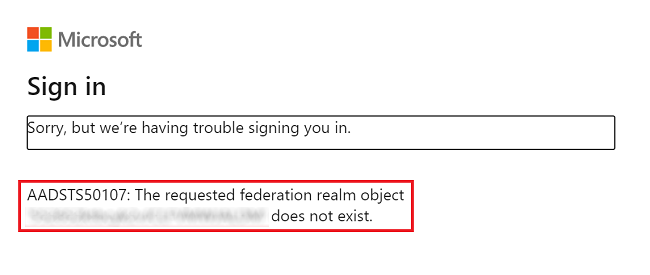 Microsoft
Sign in
Sorry, but we're having trouble signing you in.
AADSTS50107: The requested federation realm object
does not exist.